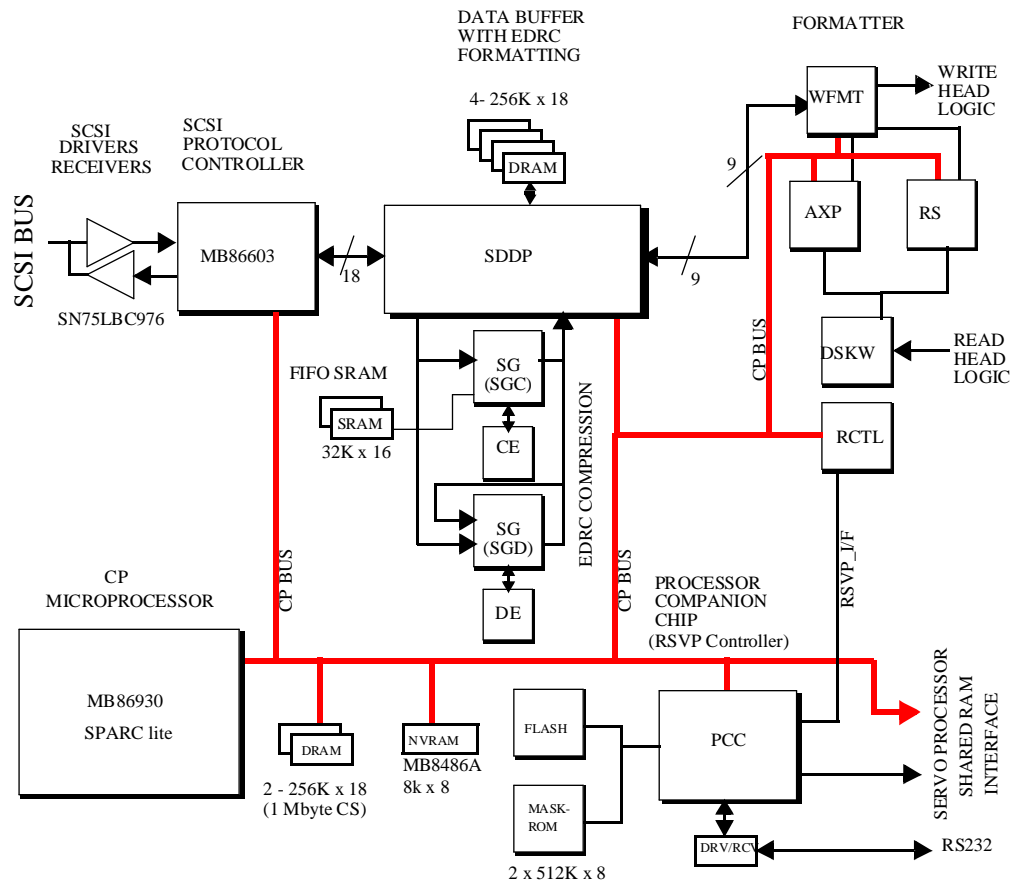 DATA BUFFER
WITH EDRC
FORMATTING
4- 256K x 18
DRAM
FORMATTER
WFMT
WRITE
HEAD
LOGIC
SCSI
DRIVERS
RECEIVERS
SCSI
PROTOCOL
CONTROLLER
SCSI BUS
MB86603
SN75LBC976
18
SDDP
9
9
AXP
RS
DSKW
READ
HEAD
LOGIC
CP BUS
RCTL
FIFO SRAM
SRAM
32K x 16
SG
(SGC)
CE
SG
(SGD)
DE
EDRC COMPRESSION
CP BUS
CP BUS
RSVP_I/F
CP
MICROPROCESSOR
MB86930
SPARC lite
DRAM
2 - 256K x 18
(1 Mbyte CS)
NVRAM
MB8486A
8k x 8
PROCESSOR
COMPANION
CHIP
(RSVP Controller)
FLASH
MASK-
ROM
2 x 512K x 8
PCC
DRV/RCV
SERVO PROCESSOR
SHARED RAM
INTERFACE
RS232